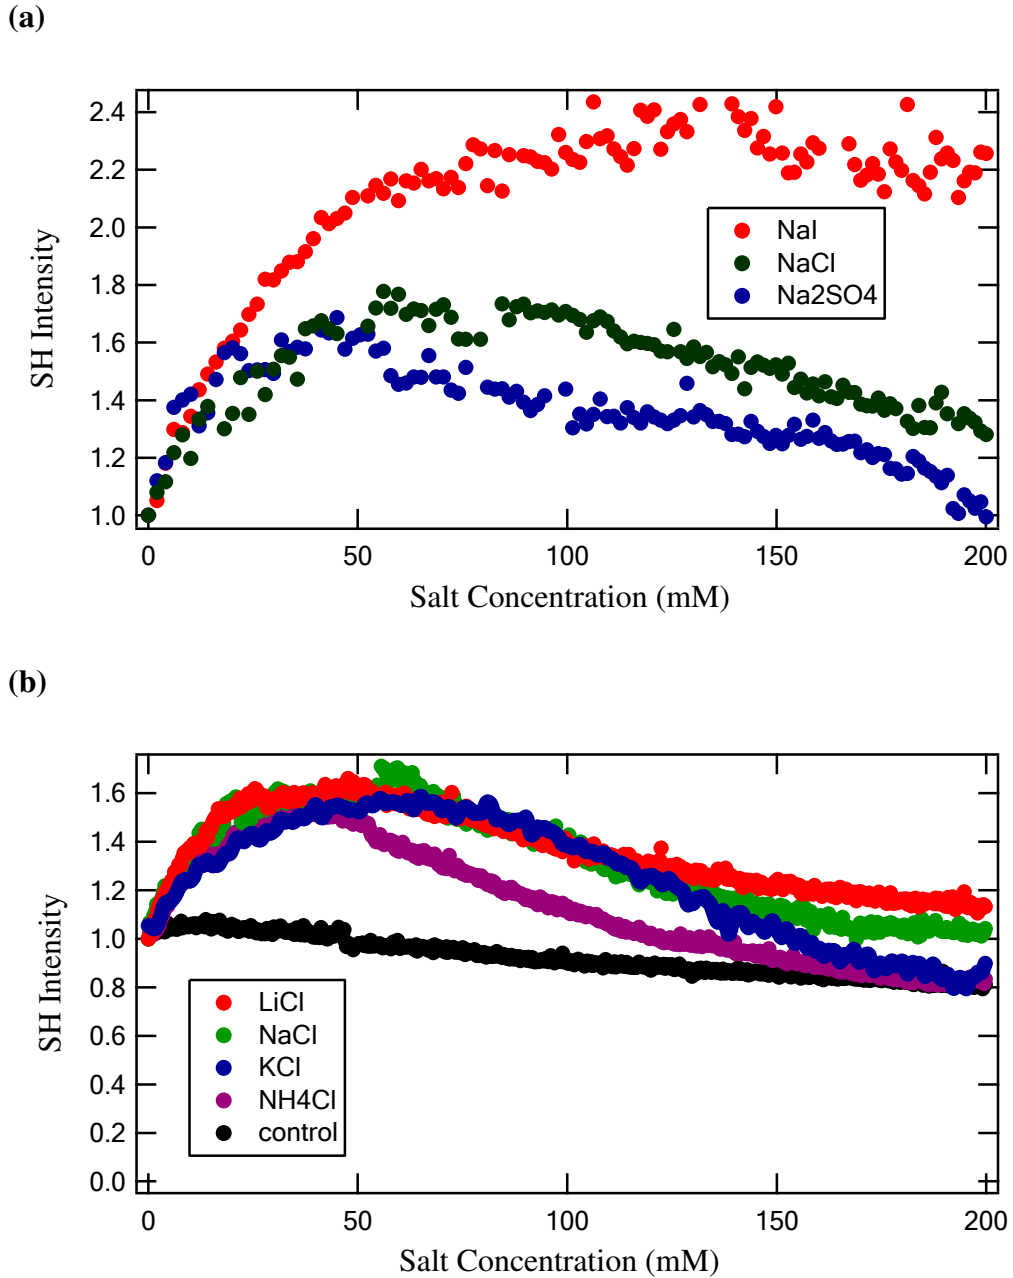 (a)
2.4
2.2
2.0
1.8
1.6
1.4
1.2
1.0
SH Intensity
NaI
NaCl
Na2SO4
0 50 100 150 200
Salt Concentration (mM)
(b)
1.6
1.4
1.2
1.0
0.8
0.6
0.4
0.2
0.0
SH Intensity
LiCl
NaCl
KCl
NH4Cl
control
0 50 100 150 200
Salt Concentration (mM)